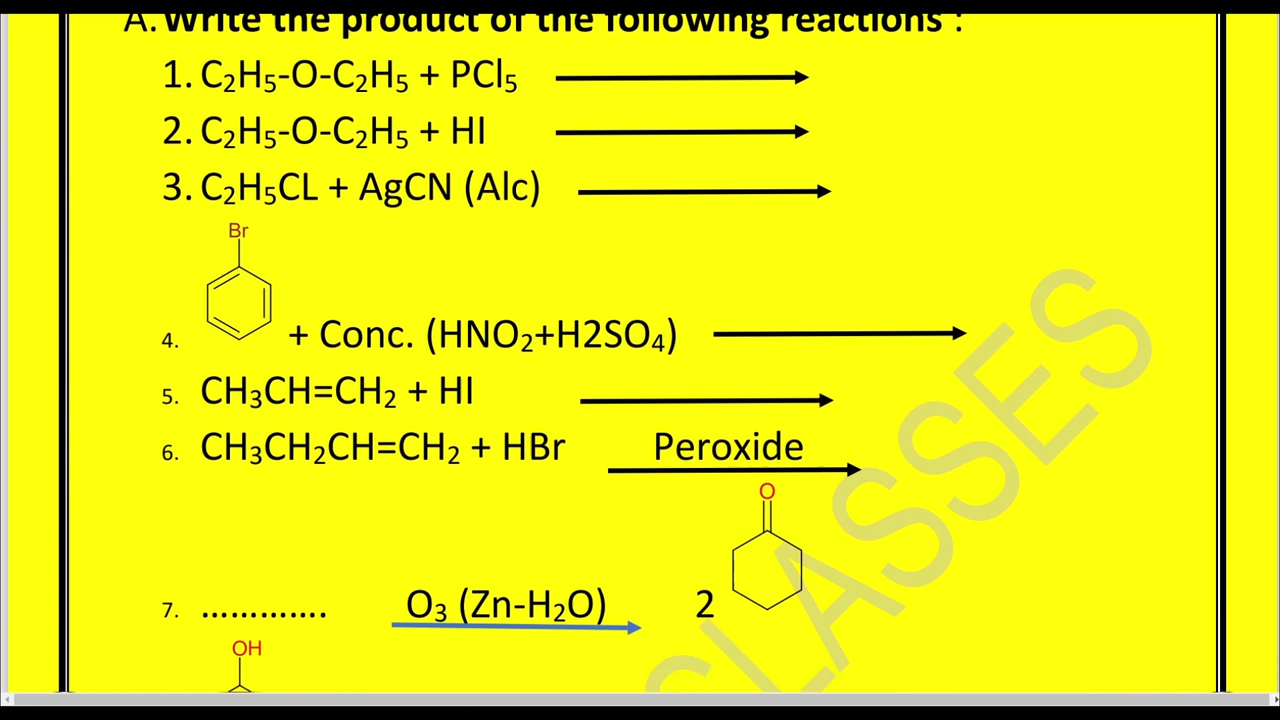 A. Write the product of the following reactions :
1. C₂H₅-O-C₂H₅ + PCl₅
2. C₂H₅-O-C₂H₅ + HI
3. C₂H₅CL + AgCN (Alc)
Br
4. + Conc. (HNO₂+H2SO₄)
5. CH₃CH=CH₂ + HI
6. CH₃CH₂CH=CH₂ + HBr Peroxide
O
7. …………. O₃ (Zn-H₂O) 2
OH
CLASSES